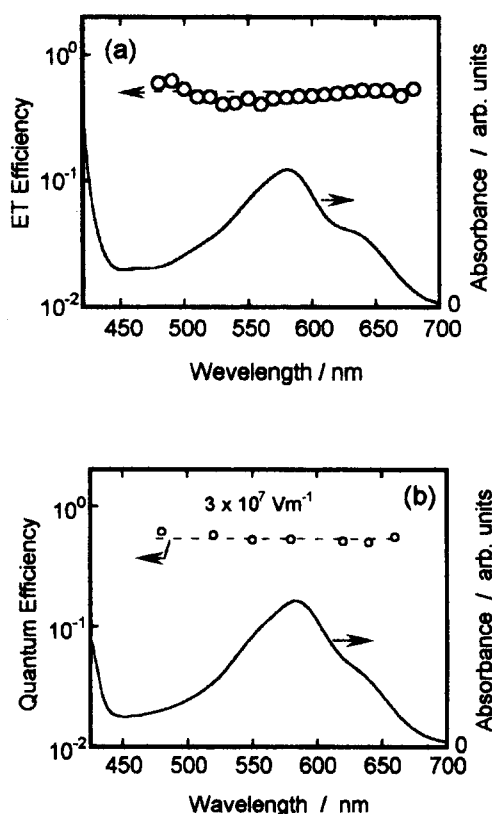 (a)
10⁰
10⁻¹
10⁻²
ET Efficiency
Absorbance / arb. units
0
450 500 550 600 650 700
Wevelength / nm
(b)
3 x 10⁷ Vm⁻¹
10⁰
10⁻¹
10⁻²
Quantum Efficiency
Absorbance / arb. units
0
450 500 550 600 650 700
Wavelength / nm